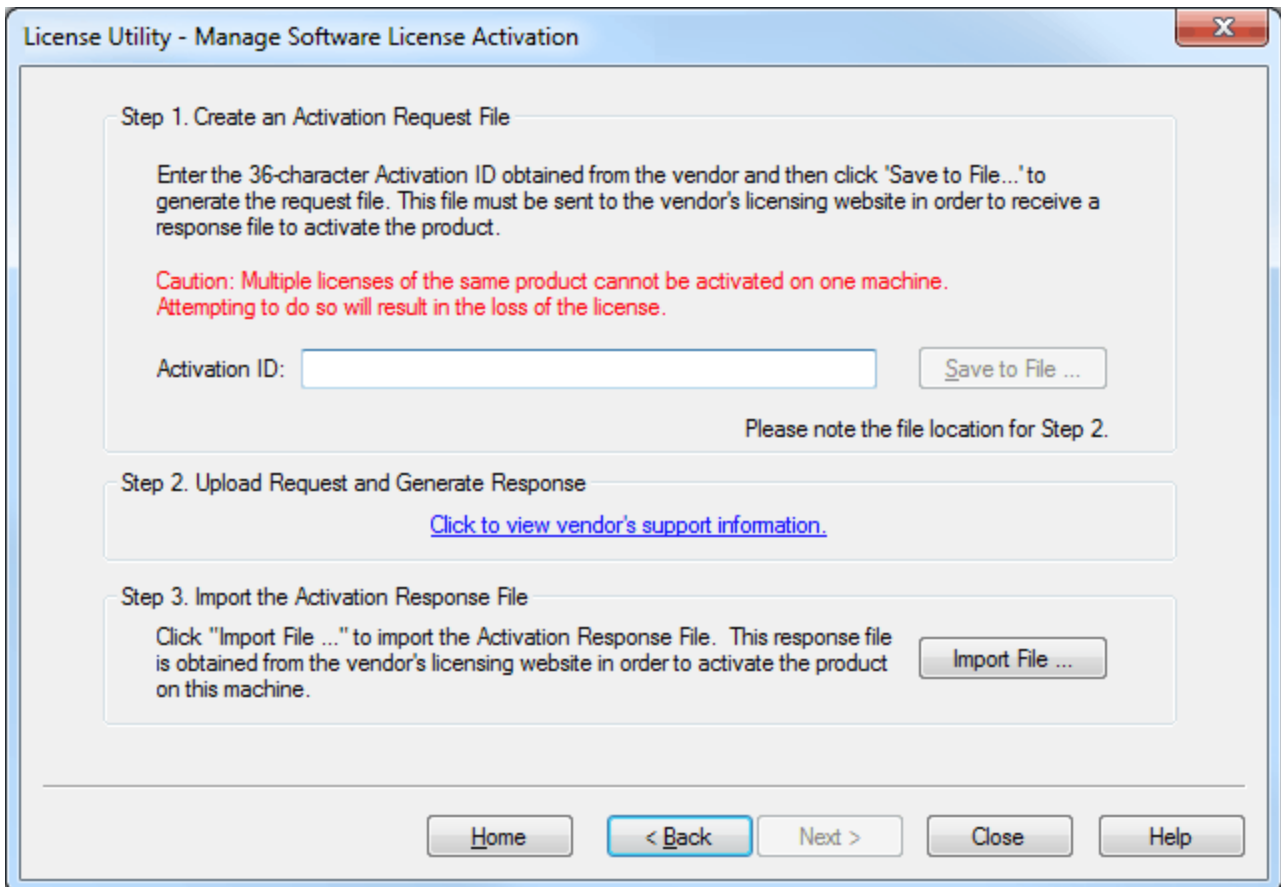 License Utility - Manage Software License Activation
Step 1. Create an Activation Request File
Enter the 36-character Activation ID obtained from the vendor and then click 'Save to File...' to
generate the request file. This file must be sent to the vendor's licensing website in order to receive a
response file to activate the product.
Caution: Multiple licenses of the same product cannot be activated on one machine.
Attempting to do so will result in the loss of the license.
Activation ID:
Save to File ...
Please note the file location for Step 2.
Step 2. Upload Request and Generate Response
Click to view vendor's support information.
Step 3. Import the Activation Response File
Click "Import File ..." to import the Activation Response File.  This response file
is obtained from the vendor's licensing website in order to activate the product
on this machine.
Import File ...
Home
< Back
Next >
Close
Help